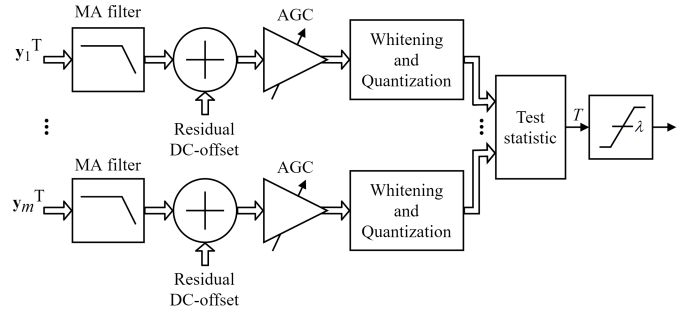 MA filter
AGC
y₁ᵀ
Whitening
and
Quantization
Residual
DC-offset
Test
statistic
T
λ
MA filter
AGC
yₘᵀ
Whitening
and
Quantization
Residual
DC-offset